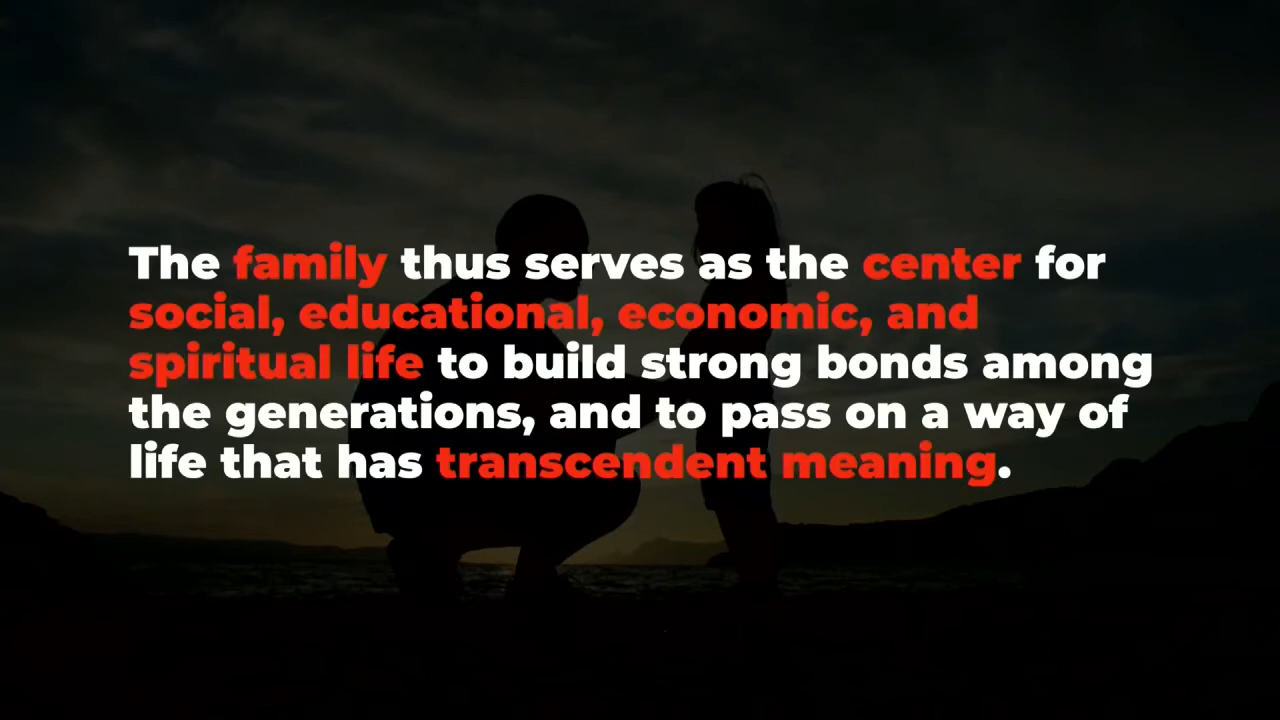 The family thus serves as the center for
social, educational, economic, and
spiritual life to build strong bonds among
the generations, and to pass on a way of
life that has transcendent meaning.